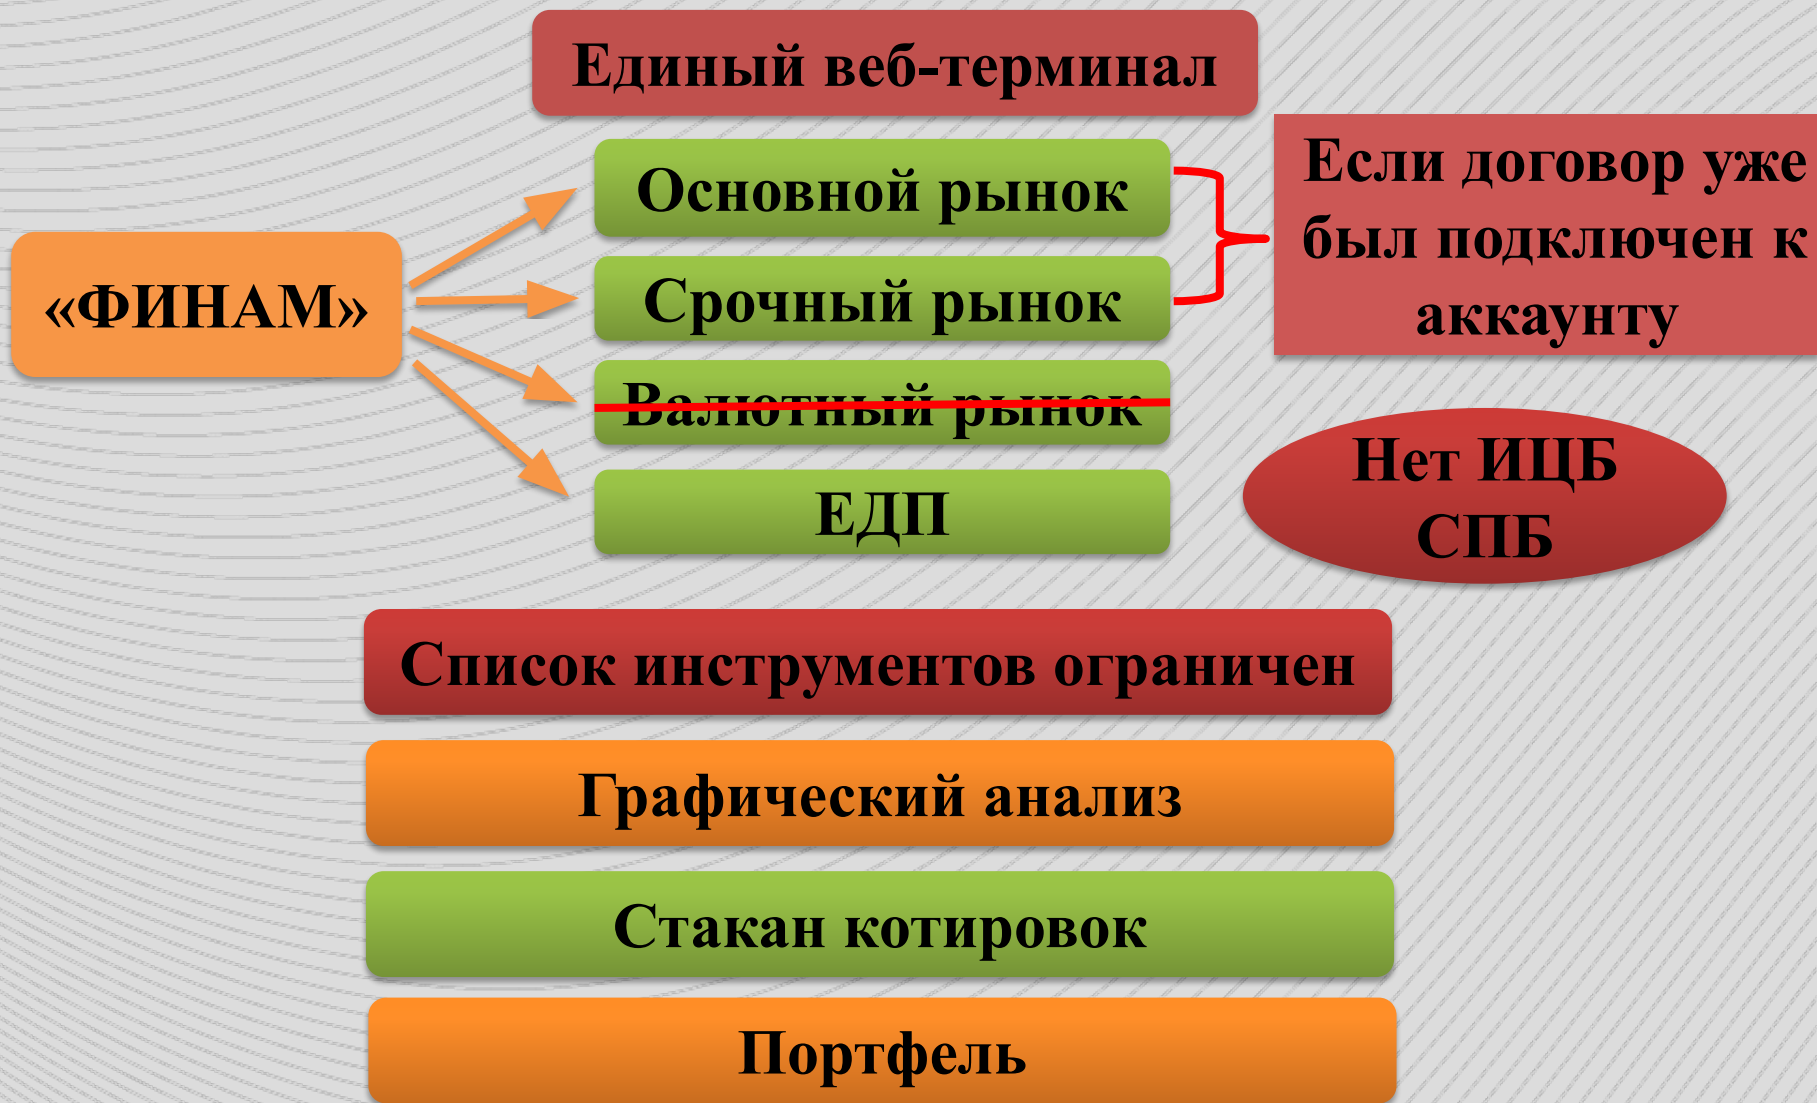 Единый веб-терминал
«ФИНАМ»
Основной рынок
Срочный рынок
Валютный рынок
ЕДП
Если договор уже
был подключен к
аккаунту
Нет ИЦБ
СПБ
Список инструментов ограничен
Графический анализ
Стакан котировок
Портфель